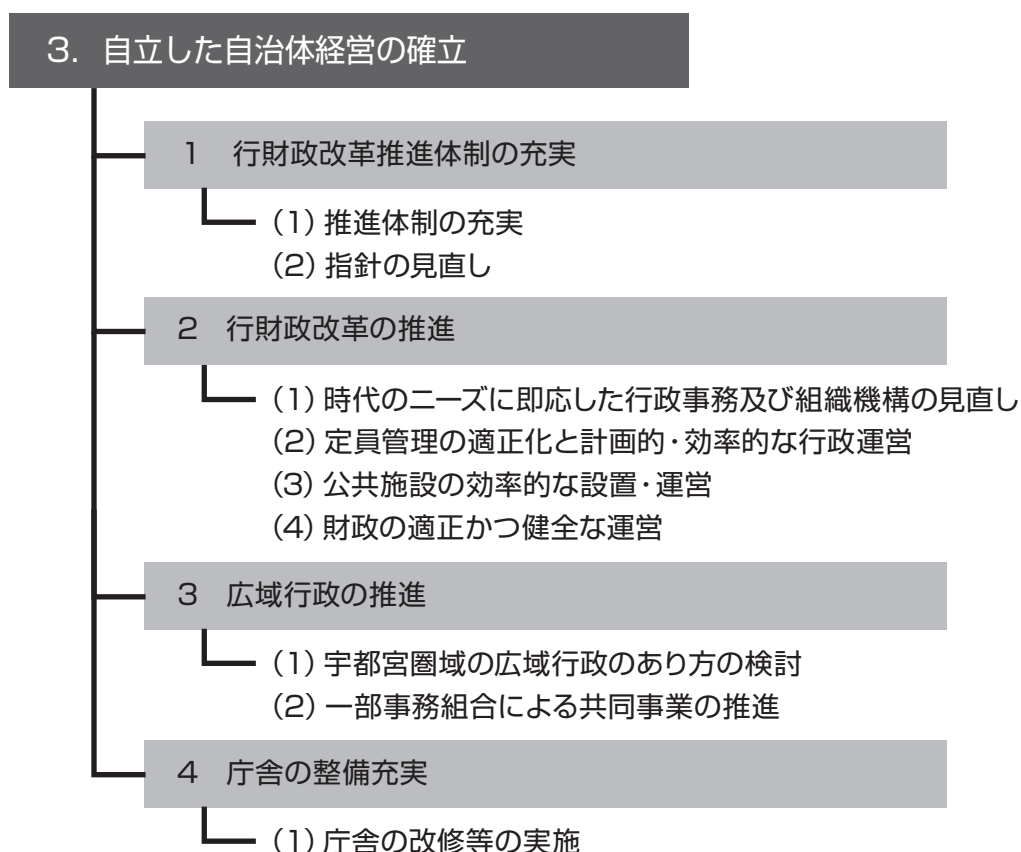 3. 自立した自治体経営の確立
1 行財政改革推進体制の充実
(1) 推進体制の充実
(2) 指針の見直し
2 行財政改革の推進
(1) 時代のニーズに即応した行政事務及び組織機構の見直し
(2) 定員管理の適正化と計画的・効率的な行政運営
(3) 公共施設の効率的な設置・運営
(4) 財政の適正かつ健全な運営
3 広域行政の推進
(1) 宇都宮圏域の広域行政のあり方の検討
(2) 一部事務組合による共同事業の推進
4 庁舎の整備充実
(1) 庁舎の改修等の実施